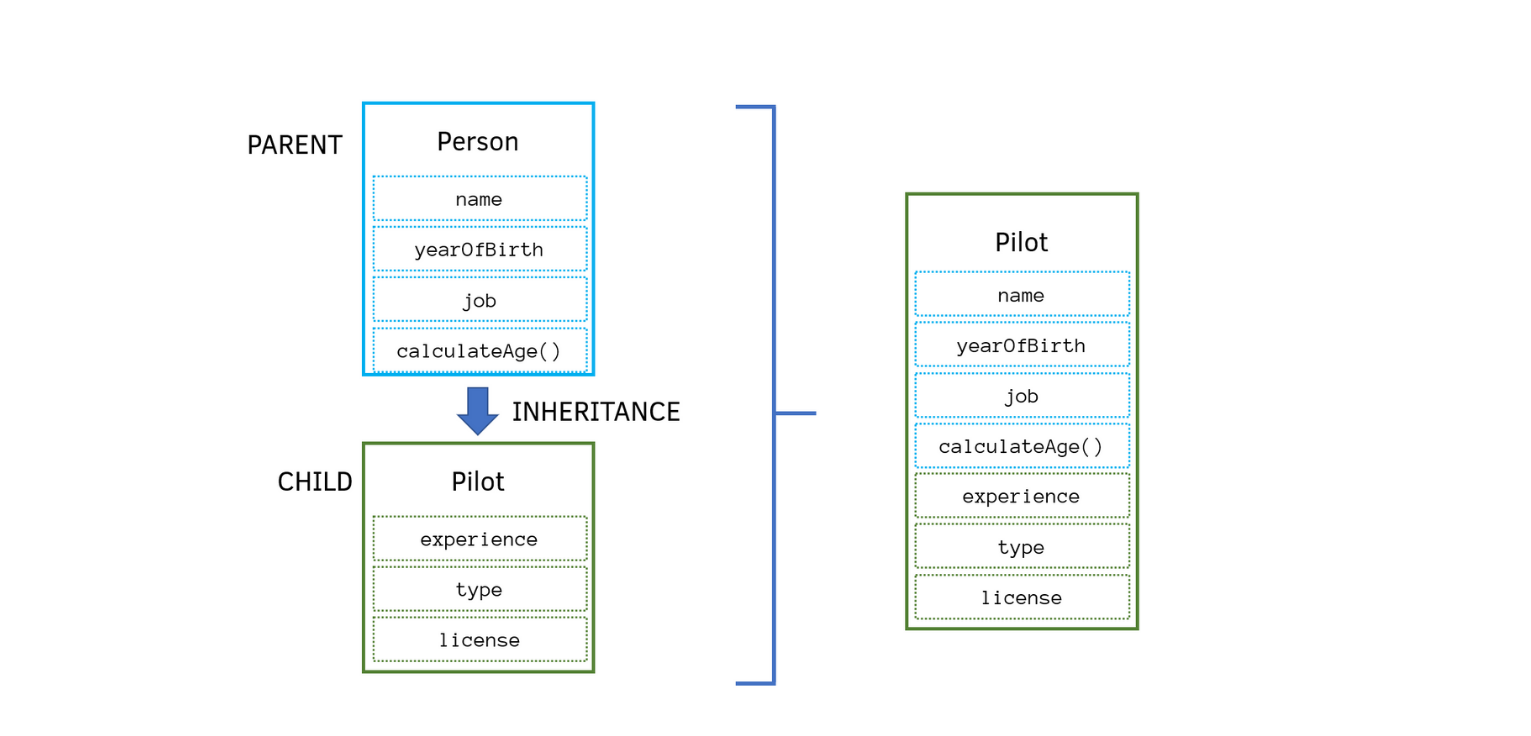 PARENT
Person
name
yearOfBirth
job
calculateAge()
INHERITANCE
CHILD
Pilot
experience
type
license
Pilot
name
yearOfBirth
job
calculateAge()
experience
type
license